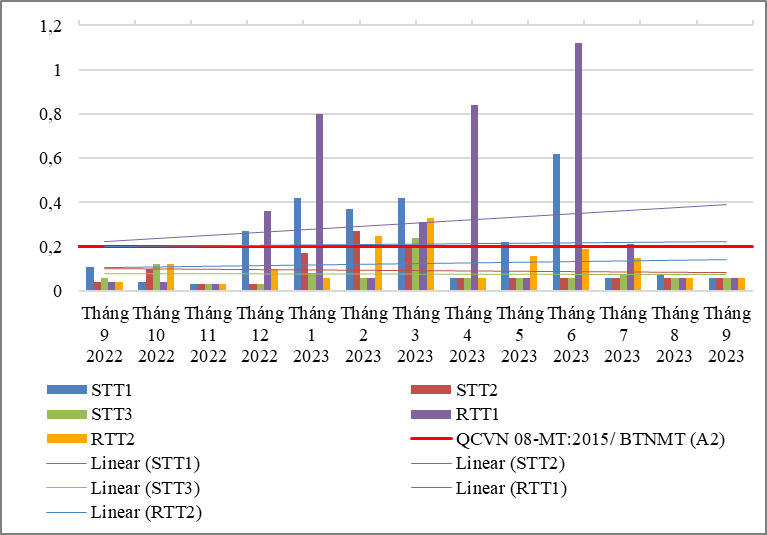 1,2
1
0,8
0,6
0,4
0,2
0
Tháng Tháng Tháng Tháng Tháng Tháng Tháng Tháng Tháng Tháng Tháng Tháng Tháng
9 10 11 12 1 2 3 4 5 6 7 8 9
2022 2022 2022 2022 2023 2023 2023 2023 2023 2023 2023 2023 2023
STT1 STT2
STT3 RTT1
RTT2 QCVN 08-MT:2015/ BTNMT (A2)
Linear (STT1) Linear (STT2)
Linear (STT3) Linear (RTT1)
Linear (RTT2)